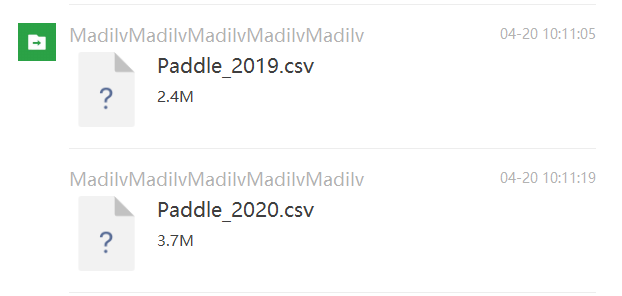 MadilvMadilvMadilvMadilvMadilv 04-20 10:11:05
Paddle_2019.csv
?
2.4M
MadilvMadilvMadilvMadilvMadilv 04-20 10:11:19
Paddle_2020.csv
?
3.7M